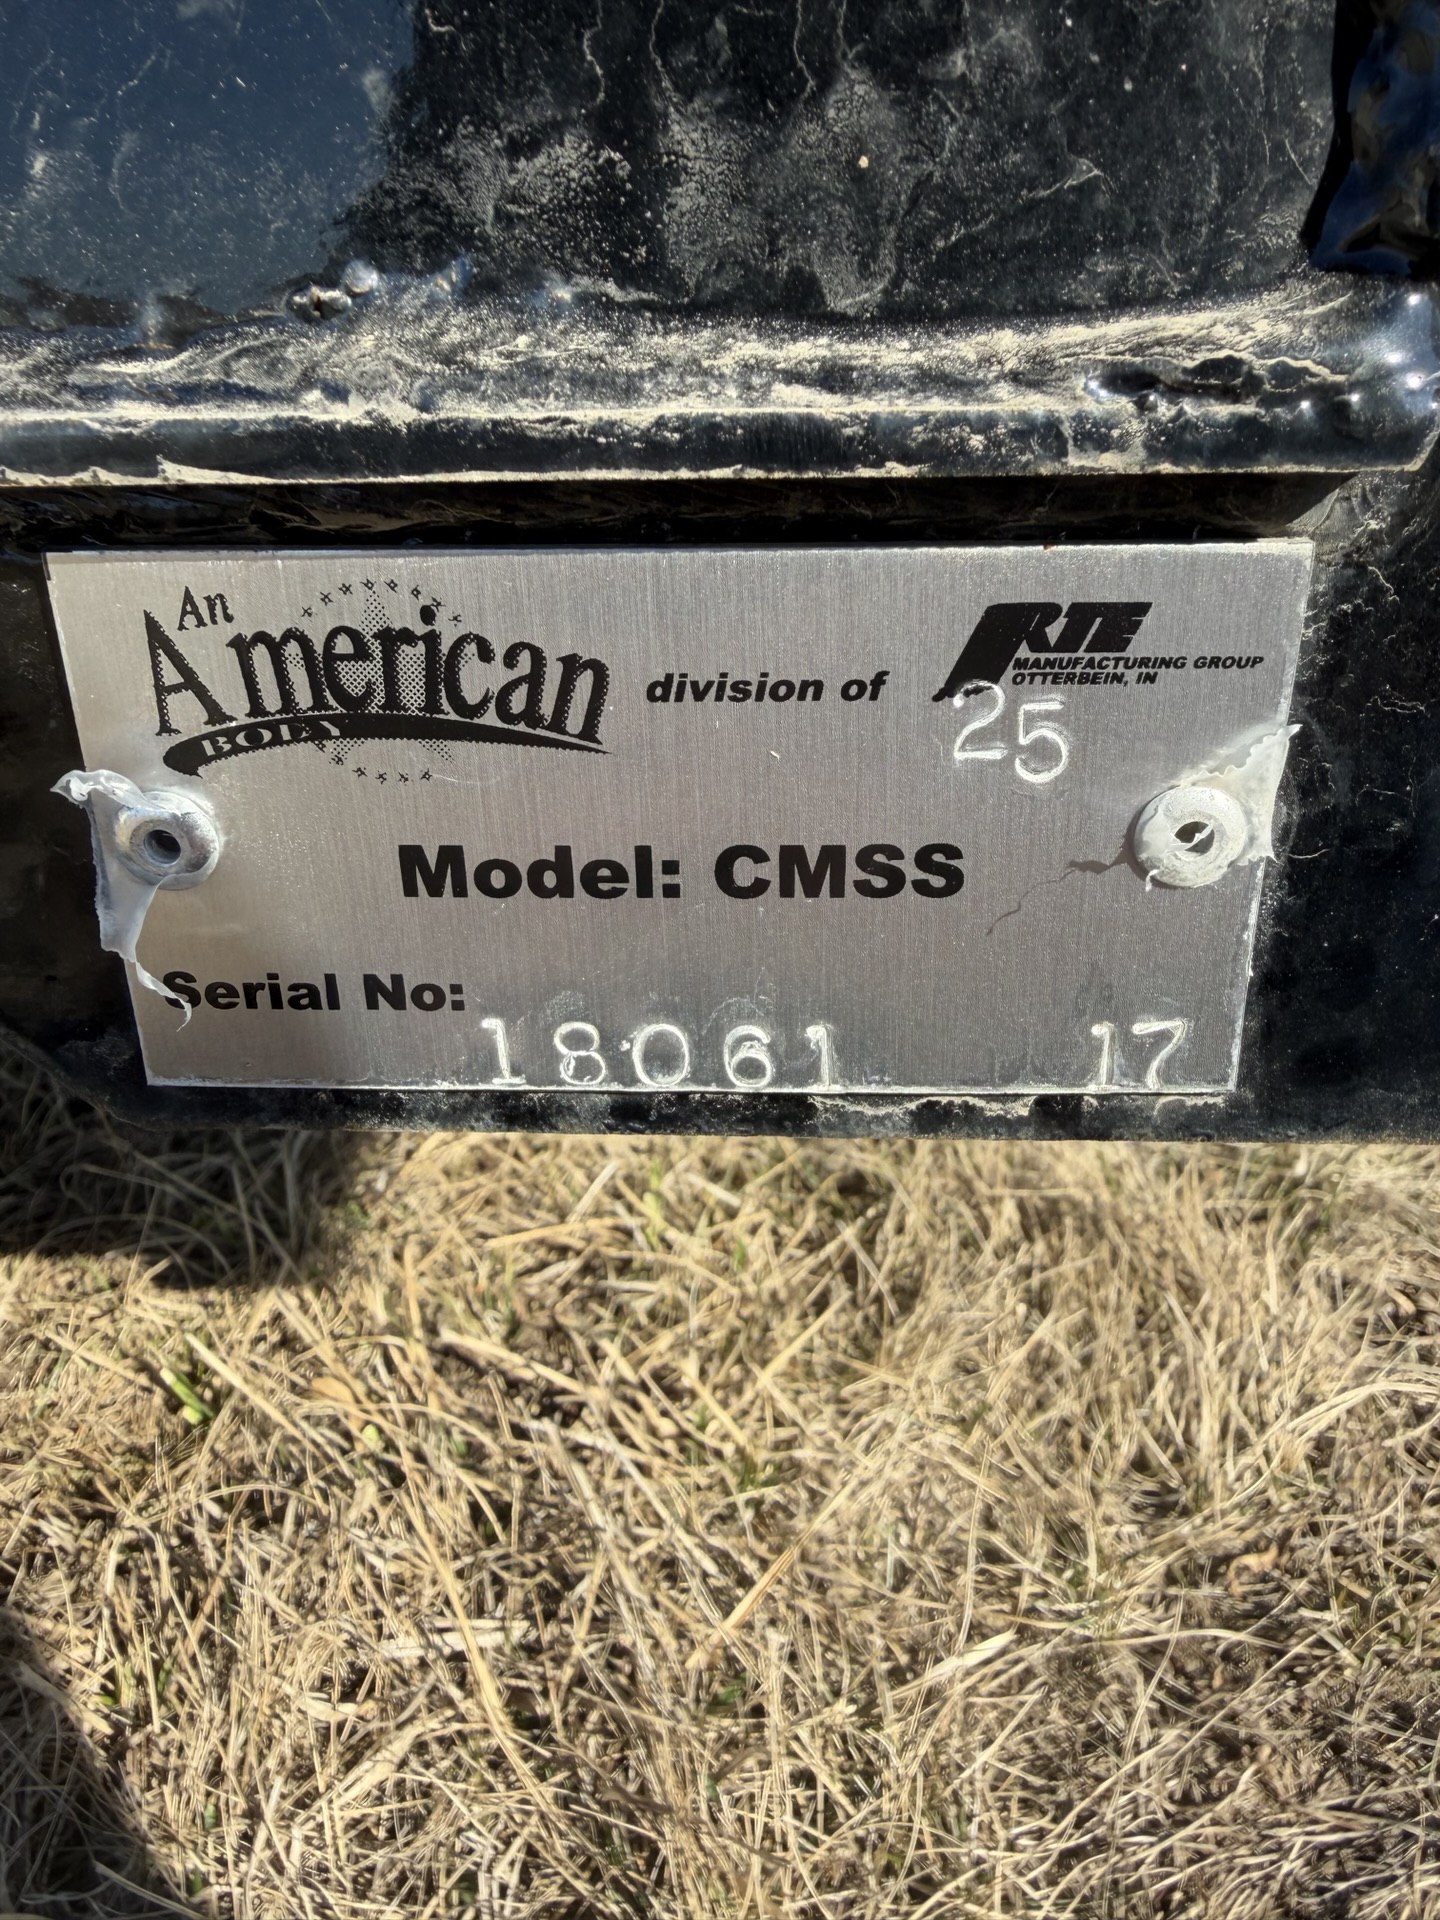 An
American
BODY
division of
RTE
MANUFACTURING GROUP
OTTERBEIN, IN
25
Model: CMSS
Serial No:
18061 17